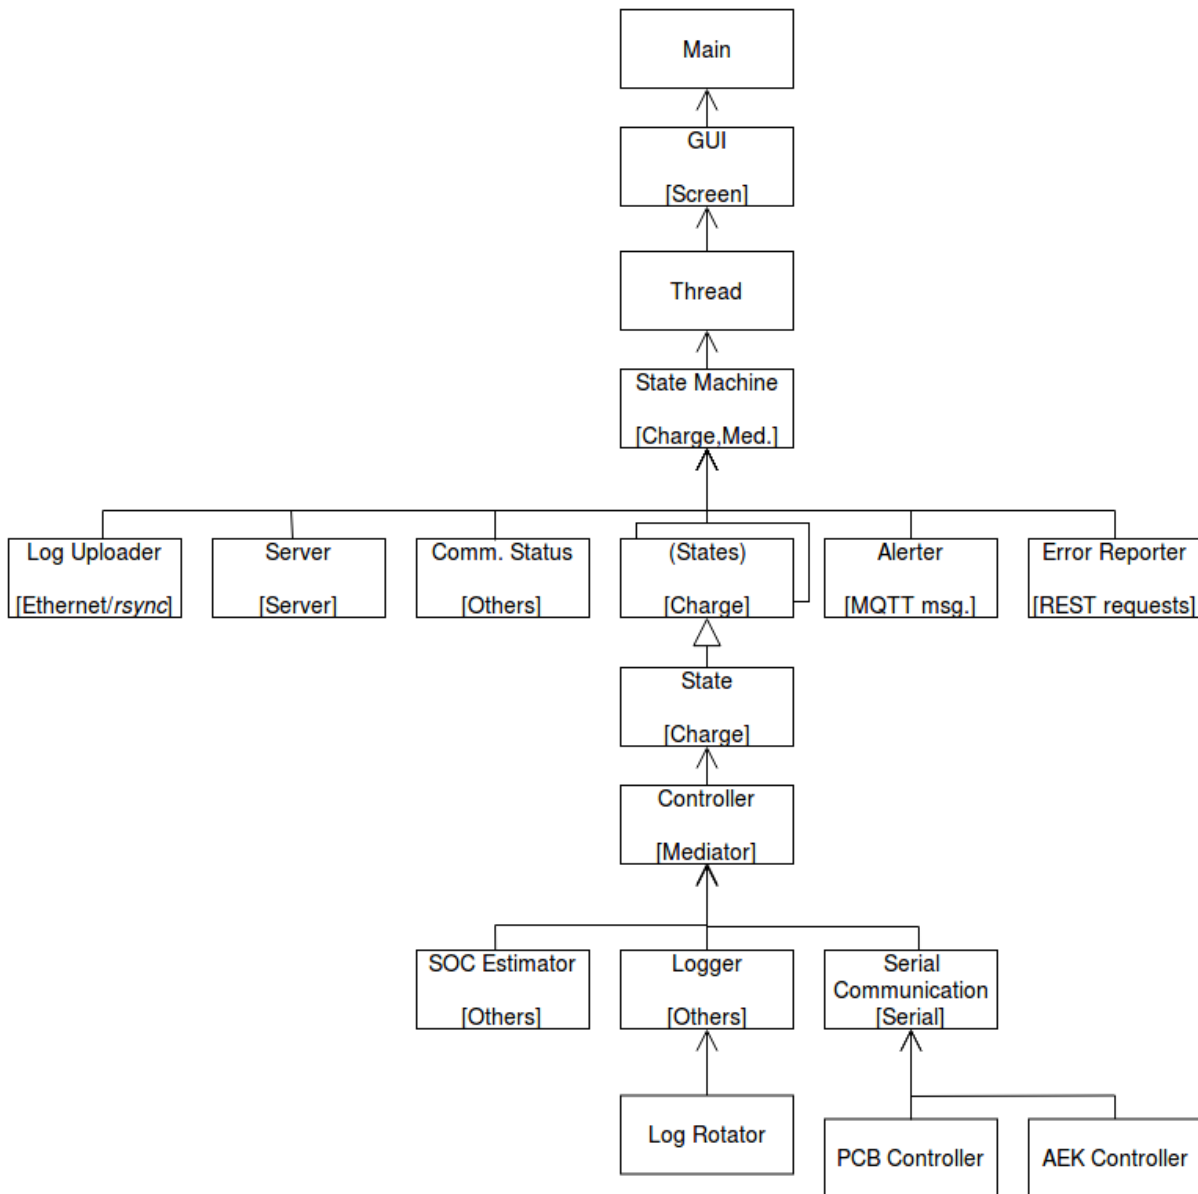 Main
GUI
[Screen]
Thread
State Machine
[Charge,Med.]
Log Uploader
[Ethernet/rsync]
Server
[Server]
Comm. Status
[Others]
(States)
[Charge]
Alerter
[MQTT msg.]
Error Reporter
[REST requests]
State
[Charge]
Controller
[Mediator]
SOC Estimator
[Others]
Logger
[Others]
Serial
Communication
[Serial]
Log Rotator
PCB Controller
AEK Controller